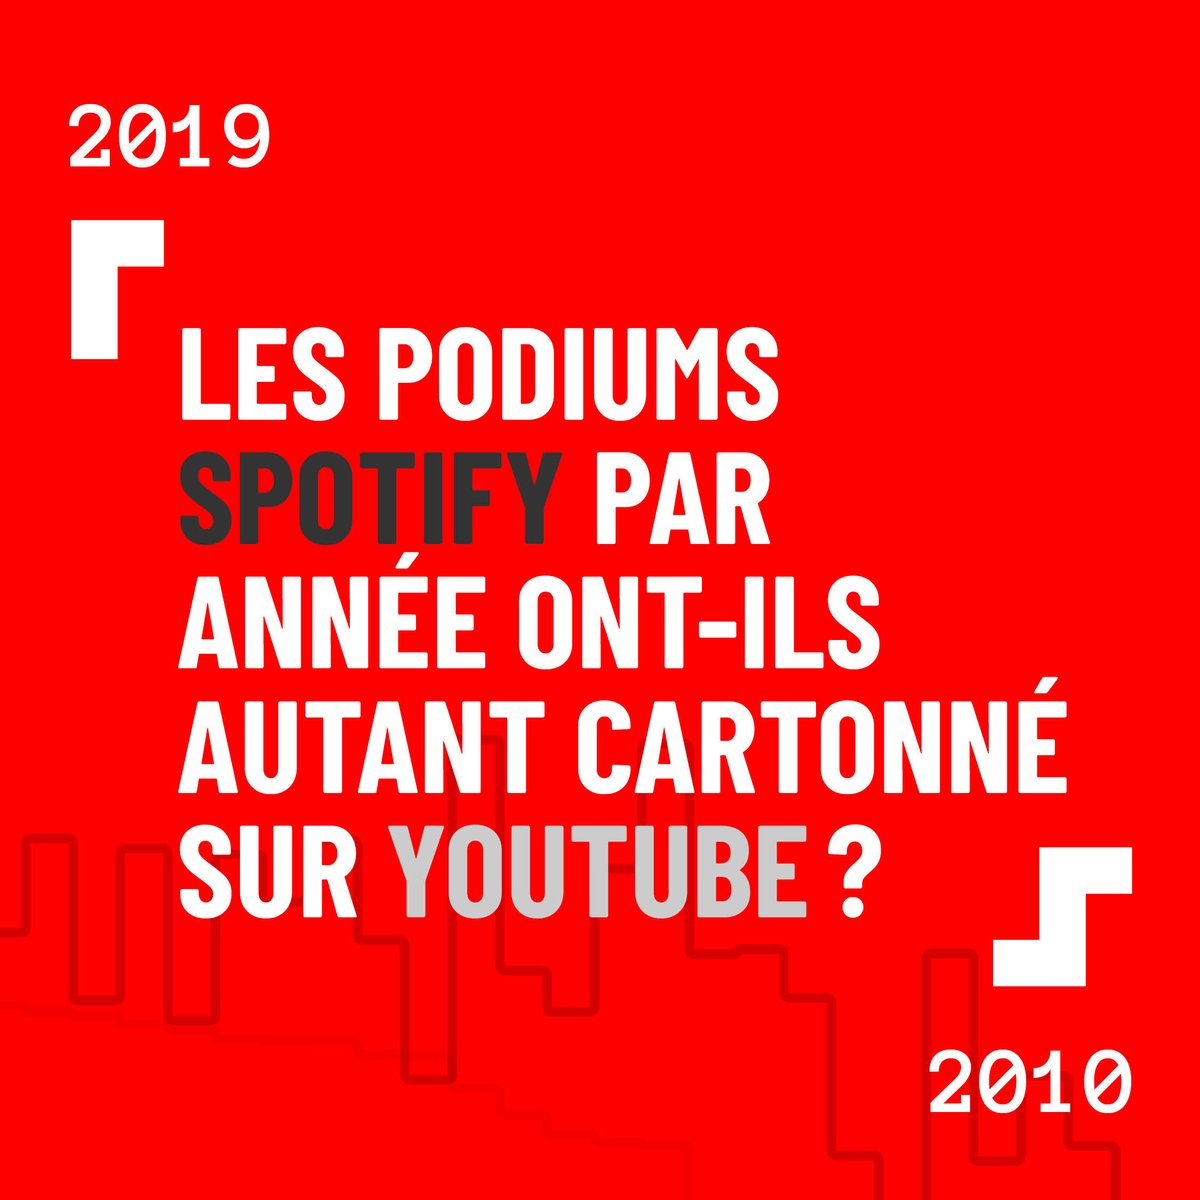 2019
LES PODIUMS
SPOTIFY PAR
ANNÉE ONT-ILS
AUTANT CARTONNÉ
SUR YOUTUBE ?
2010